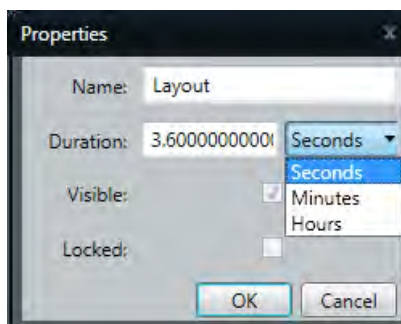 Properties
Name: Layout
Duration: 3.60000000000 Seconds
Seconds
Visible:
Minutes
Hours
Locked:
OK Cancel